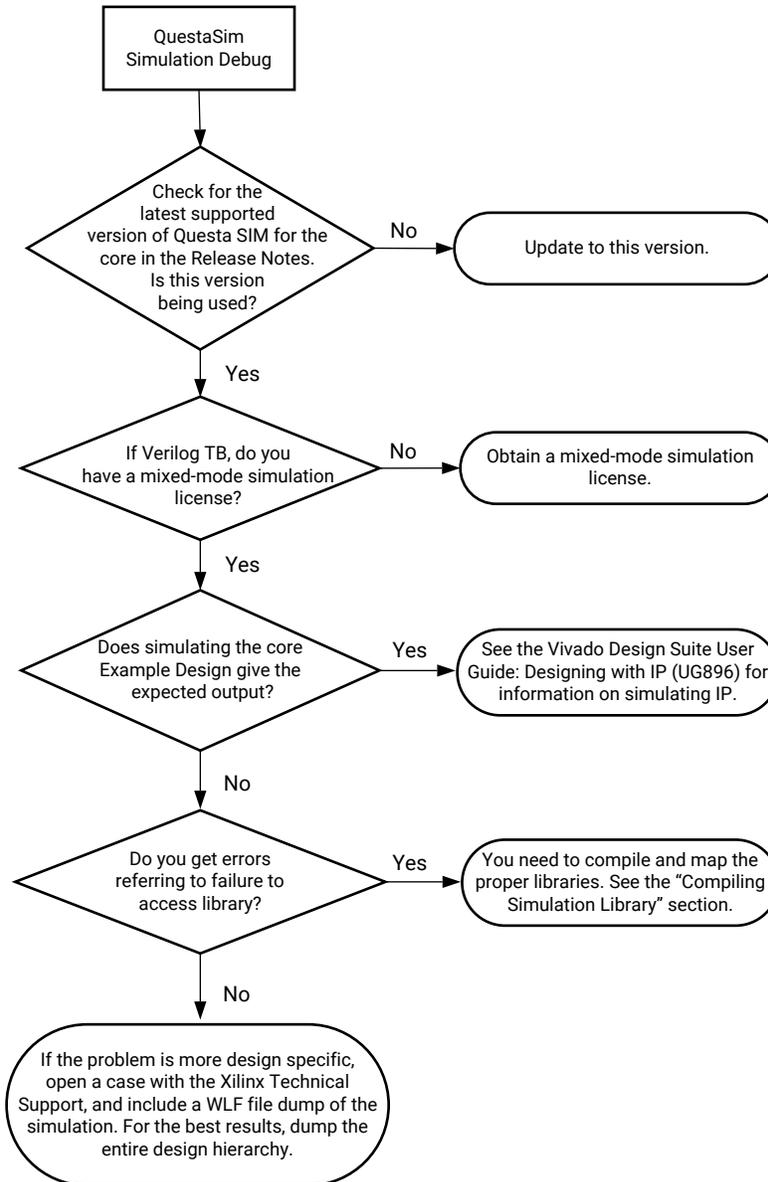 QuestaSim
Simulation Debug
Check for the
latest supported
version of Questa SIM for the
core in the Release Notes.
Is this version
being used?
No
Update to this version.
Yes
If Verilog TB, do you
have a mixed-mode simulation
license?
No
Obtain a mixed-mode simulation
license.
Yes
Does simulating the core
Example Design give the
expected output?
Yes
See the Vivado Design Suite User
Guide: Designing with IP (UG896) for
information on simulating IP.
No
Do you get errors
referring to failure to
access library?
Yes
You need to compile and map the
proper libraries. See the “Compiling
Simulation Library” section.
No
If the problem is more design specific,
open a case with the Xilinx Technical
Support, and include a WLF file dump of the
simulation. For the best results, dump the
entire design hierarchy.